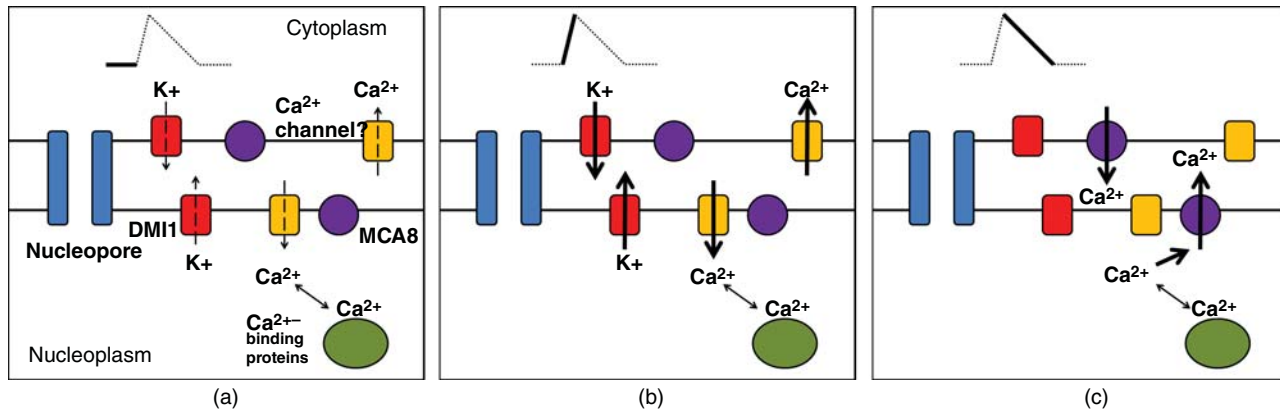 Cytoplasm
K+
Ca²⁺
channel?
Ca²⁺
DMI1
MCA8
Nucleopore
K+
Ca²⁺
Ca²⁺
Ca²⁺⁻
binding
proteins
Nucleoplasm
(a)
K+
Ca²⁺
K+
Ca²⁺
Ca²⁺
(b)
Ca²⁺
Ca²⁺
Ca²⁺
Ca²⁺
(c)